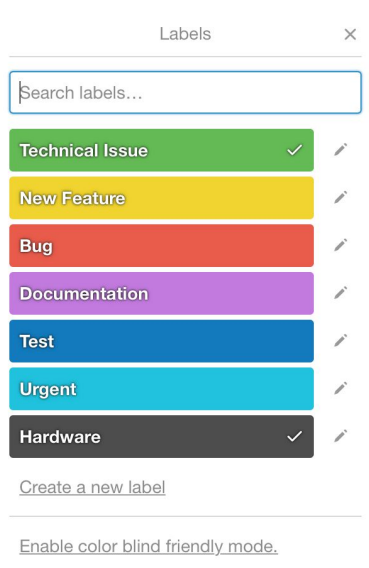 Labels
Search labels…
Technical Issue
New Feature
Bug
Documentation
Test
Urgent
Hardware
Create a new label
Enable color blind friendly mode.